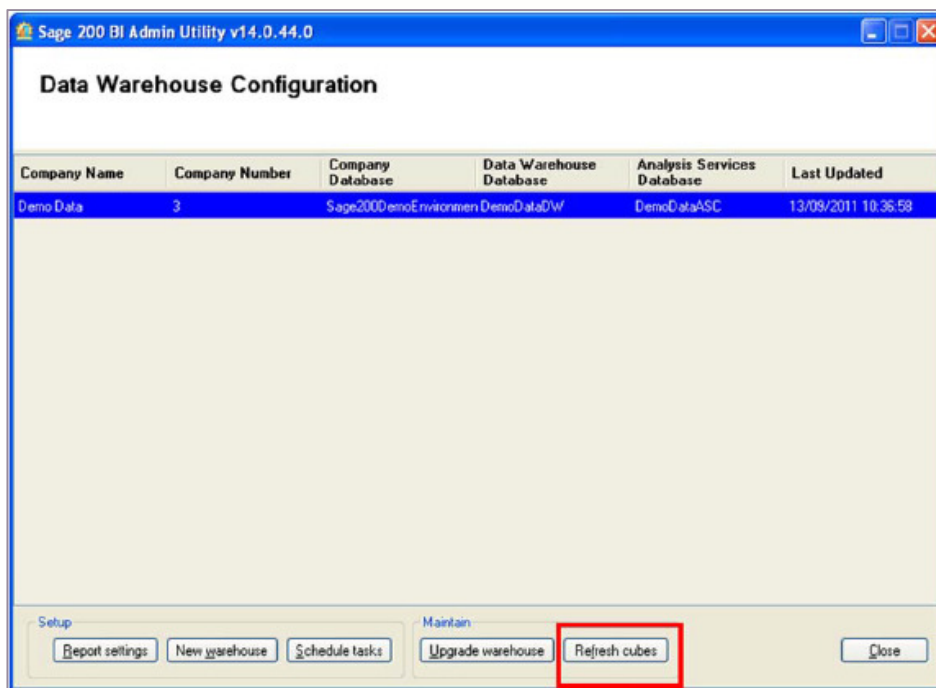 Sage 200 BI Admin Utility v14.0.44.0
Data Warehouse Configuration
Company Name Company Number Company Database Data Warehouse Database Analysis Services Database Last Updated
Demo Data 3 Sage200DemoEnvironmen DemoDataDW DemoDataASC 13/09/2011 10:36:58
Setup Maintain
Report settings New warehouse Schedule tasks Upgrade warehouse Refresh cubes Close